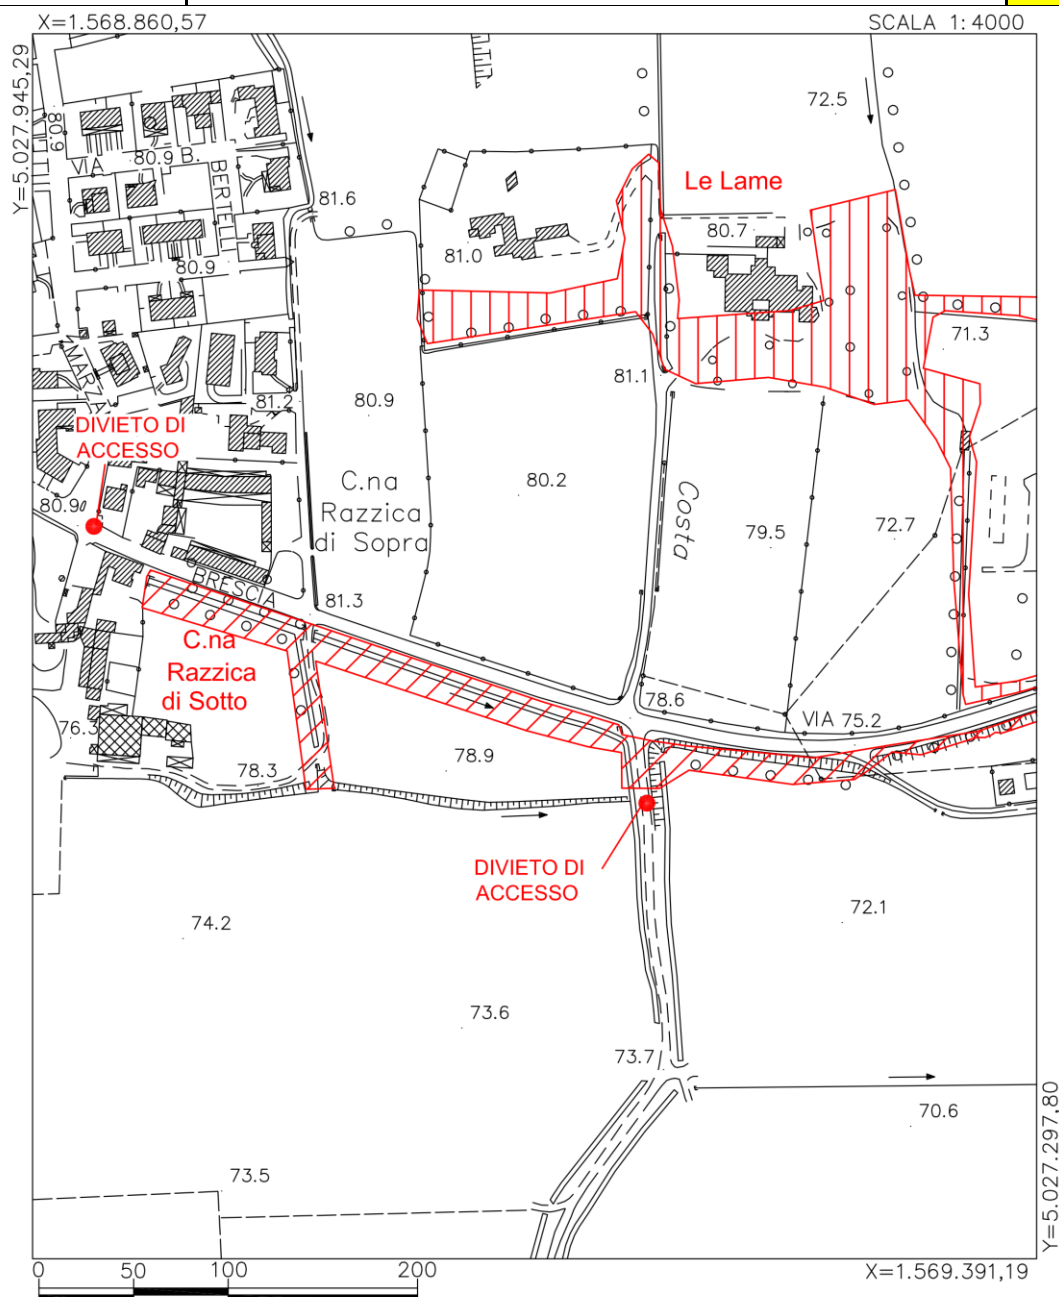 X=1.568.860,57
SCALA 1:4000
Y=5.027.945,29
72.5
80.9
VIA
80.9 B.
BERELLI
81.6
Le Lame
80.7
81.0
80.9
71.3
MARZ
81.2
80.9
81.1
DIVIETO DI
ACCESSO
C.na
Razzica
di Sopra
80.2
Costa
80.9
79.5
72.7
BRESCIA
81.3
C.na
Razzica
di Sotto
78.6
VIA 75.2
76.3
78.3
78.9
DIVIETO DI
ACCESSO
74.2
72.1
73.6
73.7
70.6
73.5
Y=5.027.297,80
X=1.569.391,19
0 50 100 200